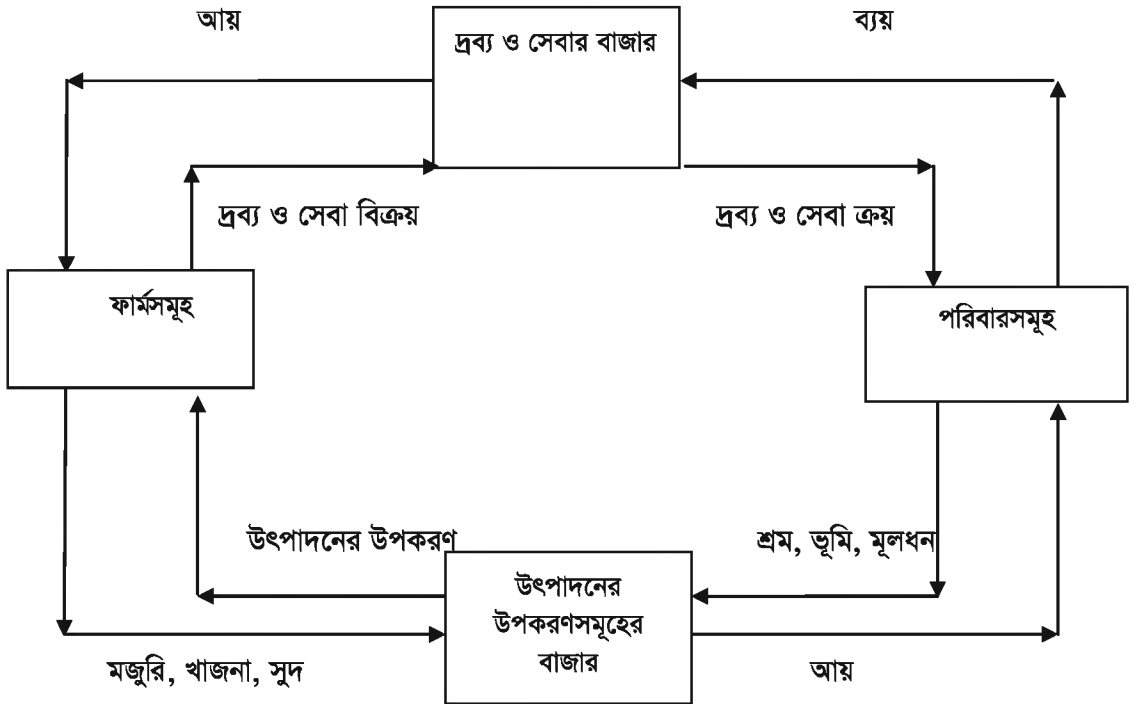 আয়
দ্রব্য ও সেবার বাজার
ব্যয়
দ্রব্য ও সেবা বিক্রয়
দ্রব্য ও সেবা ক্রয়
ফার্মসমূহ
পরিবারসমূহ
উৎপাদনের উপকরণ
শ্রম, ভূমি, মূলধন
উৎপাদনের
উপকরণসমূহের
বাজার
মজুরি, খাজনা, সুদ
আয়